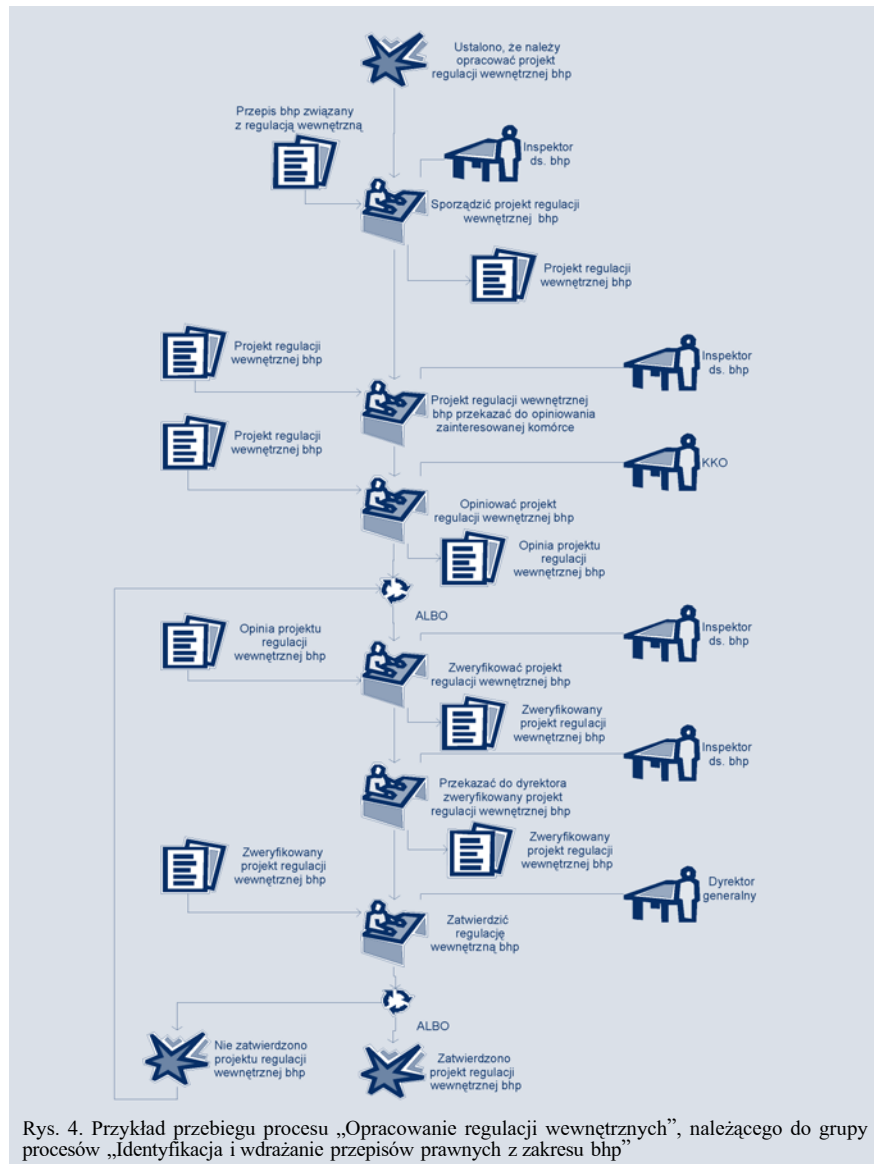 Ustalono, że należy
opracować projekt
regulacji wewnętrznej bhp
Przepis bhp związany
z regulacją wewnętrzną
Inspektor
ds. bhp
Sporządzić projekt regulacji
wewnętrznej bhp
Projekt regulacji
wewnętrznej bhp
Projekt regulacji
wewnętrznej bhp
Inspektor
ds. bhp
Projekt regulacji wewnętrznej
bhp przekazać do opiniowania
zainteresowanej komórce
Projekt regulacji
wewnętrznej bhp
KKO
Opiniować projekt
regulacji wewnętrznej bhp
Opinia projektu
regulacji
wewnętrznej bhp
ALBO
Opinia projektu
regulacji
wewnętrznej bhp
Inspektor
ds. bhp
Zweryfikować projekt
regulacji wewnętrznej bhp
Zweryfikowany
projekt regulacji
wewnętrznej bhp
Inspektor
ds. bhp
Przekazać do dyrektora
zweryfikowany projekt
regulacji wewnętrznej bhp
Zweryfikowany
projekt regulacji
wewnętrznej bhp
Zweryfikowany
projekt regulacji
wewnętrznej bhp
Dyrektor
generalny
Zatwierdzić
regulację
wewnętrzną bhp
ALBO
Nie zatwierdzono
projektu regulacji
wewnętrznej bhp
Zatwierdzono
projekt regulacji
wewnętrznej bhp
Rys. 4. Przykład przebiegu procesu „Opracowanie regulacji wewnętrznych”, należącego do grupy
procesów „Identyfikacja i wdrażanie przepisów prawnych z zakresu bhp”